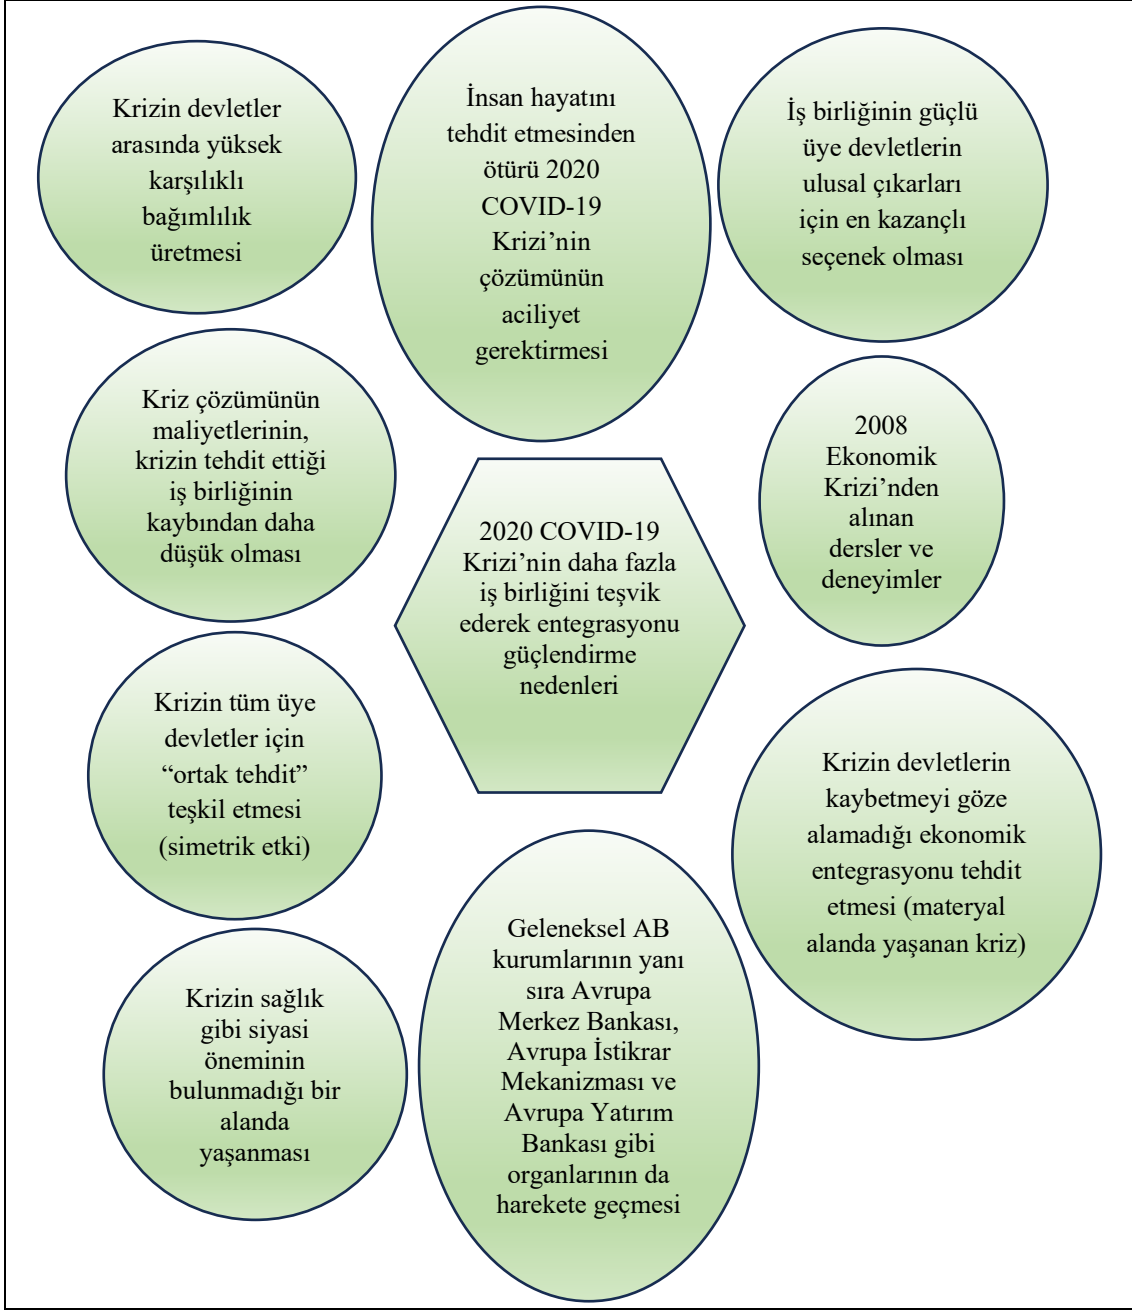 Krizin devletler
arasında yüksek
karşılıklı
bağımlılık
üretmesi
İnsan hayatını
tehdit etmesinden
ötürü 2020
COVID-19
Krizi’nin
çözümünün
aciliyet
gerektirmesi
İş birliğinin güçlü
üye devletlerin
ulusal çıkarları
için en kazançlı
seçenek olması
Kriz çözümünün
maliyetlerinin,
krizin tehdit ettiği
iş birliğinin
kaybından daha
düşük olması
2008
Ekonomik
Krizi’nden
alınan
dersler ve
deneyimler
2020 COVID-19
Krizi’nin daha fazla
iş birliğini teşvik
ederek entegrasyonu
güçlendirme
nedenleri
Krizin tüm üye
devletler için
“ortak tehdit”
teşkil etmesi
(simetrik etki)
Krizin devletlerin
kaybetmeyi göze
alamadığı ekonomik
entegrasyonu tehdit
etmesi (materyal
alanda yaşanan kriz)
Krizin sağlık
gibi siyasi
öneminin
bulunmadığı bir
alanda
yaşanması
Geleneksel AB
kurumlarının yanı
sıra Avrupa
Merkez Bankası,
Avrupa İstikrar
Mekanizması ve
Avrupa Yatırım
Bankası gibi
organlarının da
harekete geçmesi